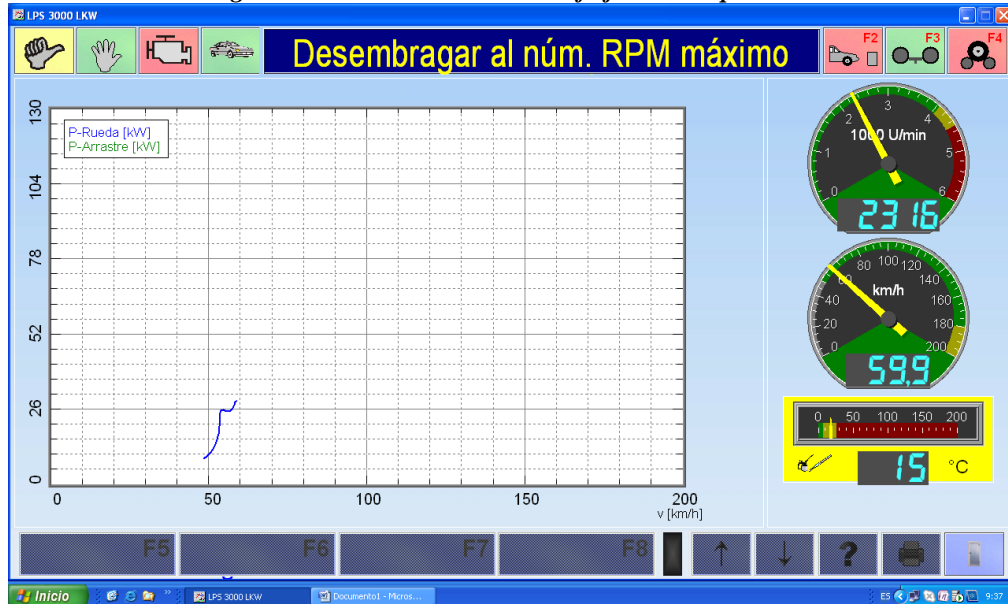 LPS 3000 LKW
Desembragar al núm. RPM máximo
F2
F3
F4
P-Rueda [kW]
P-Arrastre [kW]
130
104
78
52
26
0
0 50 100 150 200
v [km/h]
0 1 2 3 4 5 6
1000 U/min
2316
0 20 40 60 80 100 120 140 160 180 200
km/h
59,9
0 50 100 150 200
15 °C
F5 F6 F7 F8
?
Inicio
LPS 3000 LKW
Documento1 - Micros...
ES
9:37